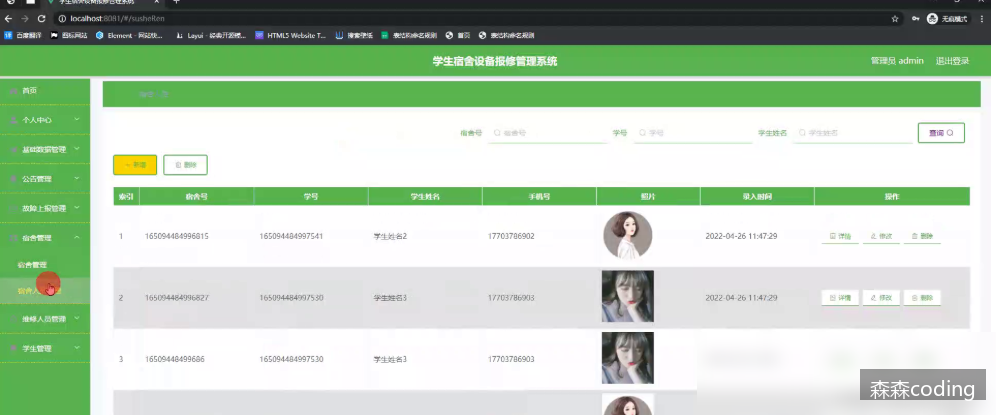 学生宿舍设备报修管理系统
localhost:8081/#/susheRen
无痕模式
百度翻译 图标网站 Element - 网站快... Layui - 经典开源模... HTML5 Website T... 搜索壁纸 表结构命名规则 首页 表结构命名规则
学生宿舍设备报修管理系统
管理员 admin 退出登录
首页
个人中心
基础数据管理
公告管理
故障上报管理
宿舍管理
宿舍管理
宿舍人
维修人员管理
学生管理
宿舍号 宿舍号 学号 学号 学生姓名 学生姓名 查询
新增 删除
索引 宿舍号 学号 学生姓名 手机号 照片 录入时间 操作
1 165094484996815 165094484997541 学生姓名2 17703786902 2022-04-26 11:47:29 详情 修改 删除
2 165094484996827 165094484997530 学生姓名3 17703786903 2022-04-26 11:47:29 详情 修改 删除
3 16509448499686 165094484997530 学生姓名3 17703786903
森森coding